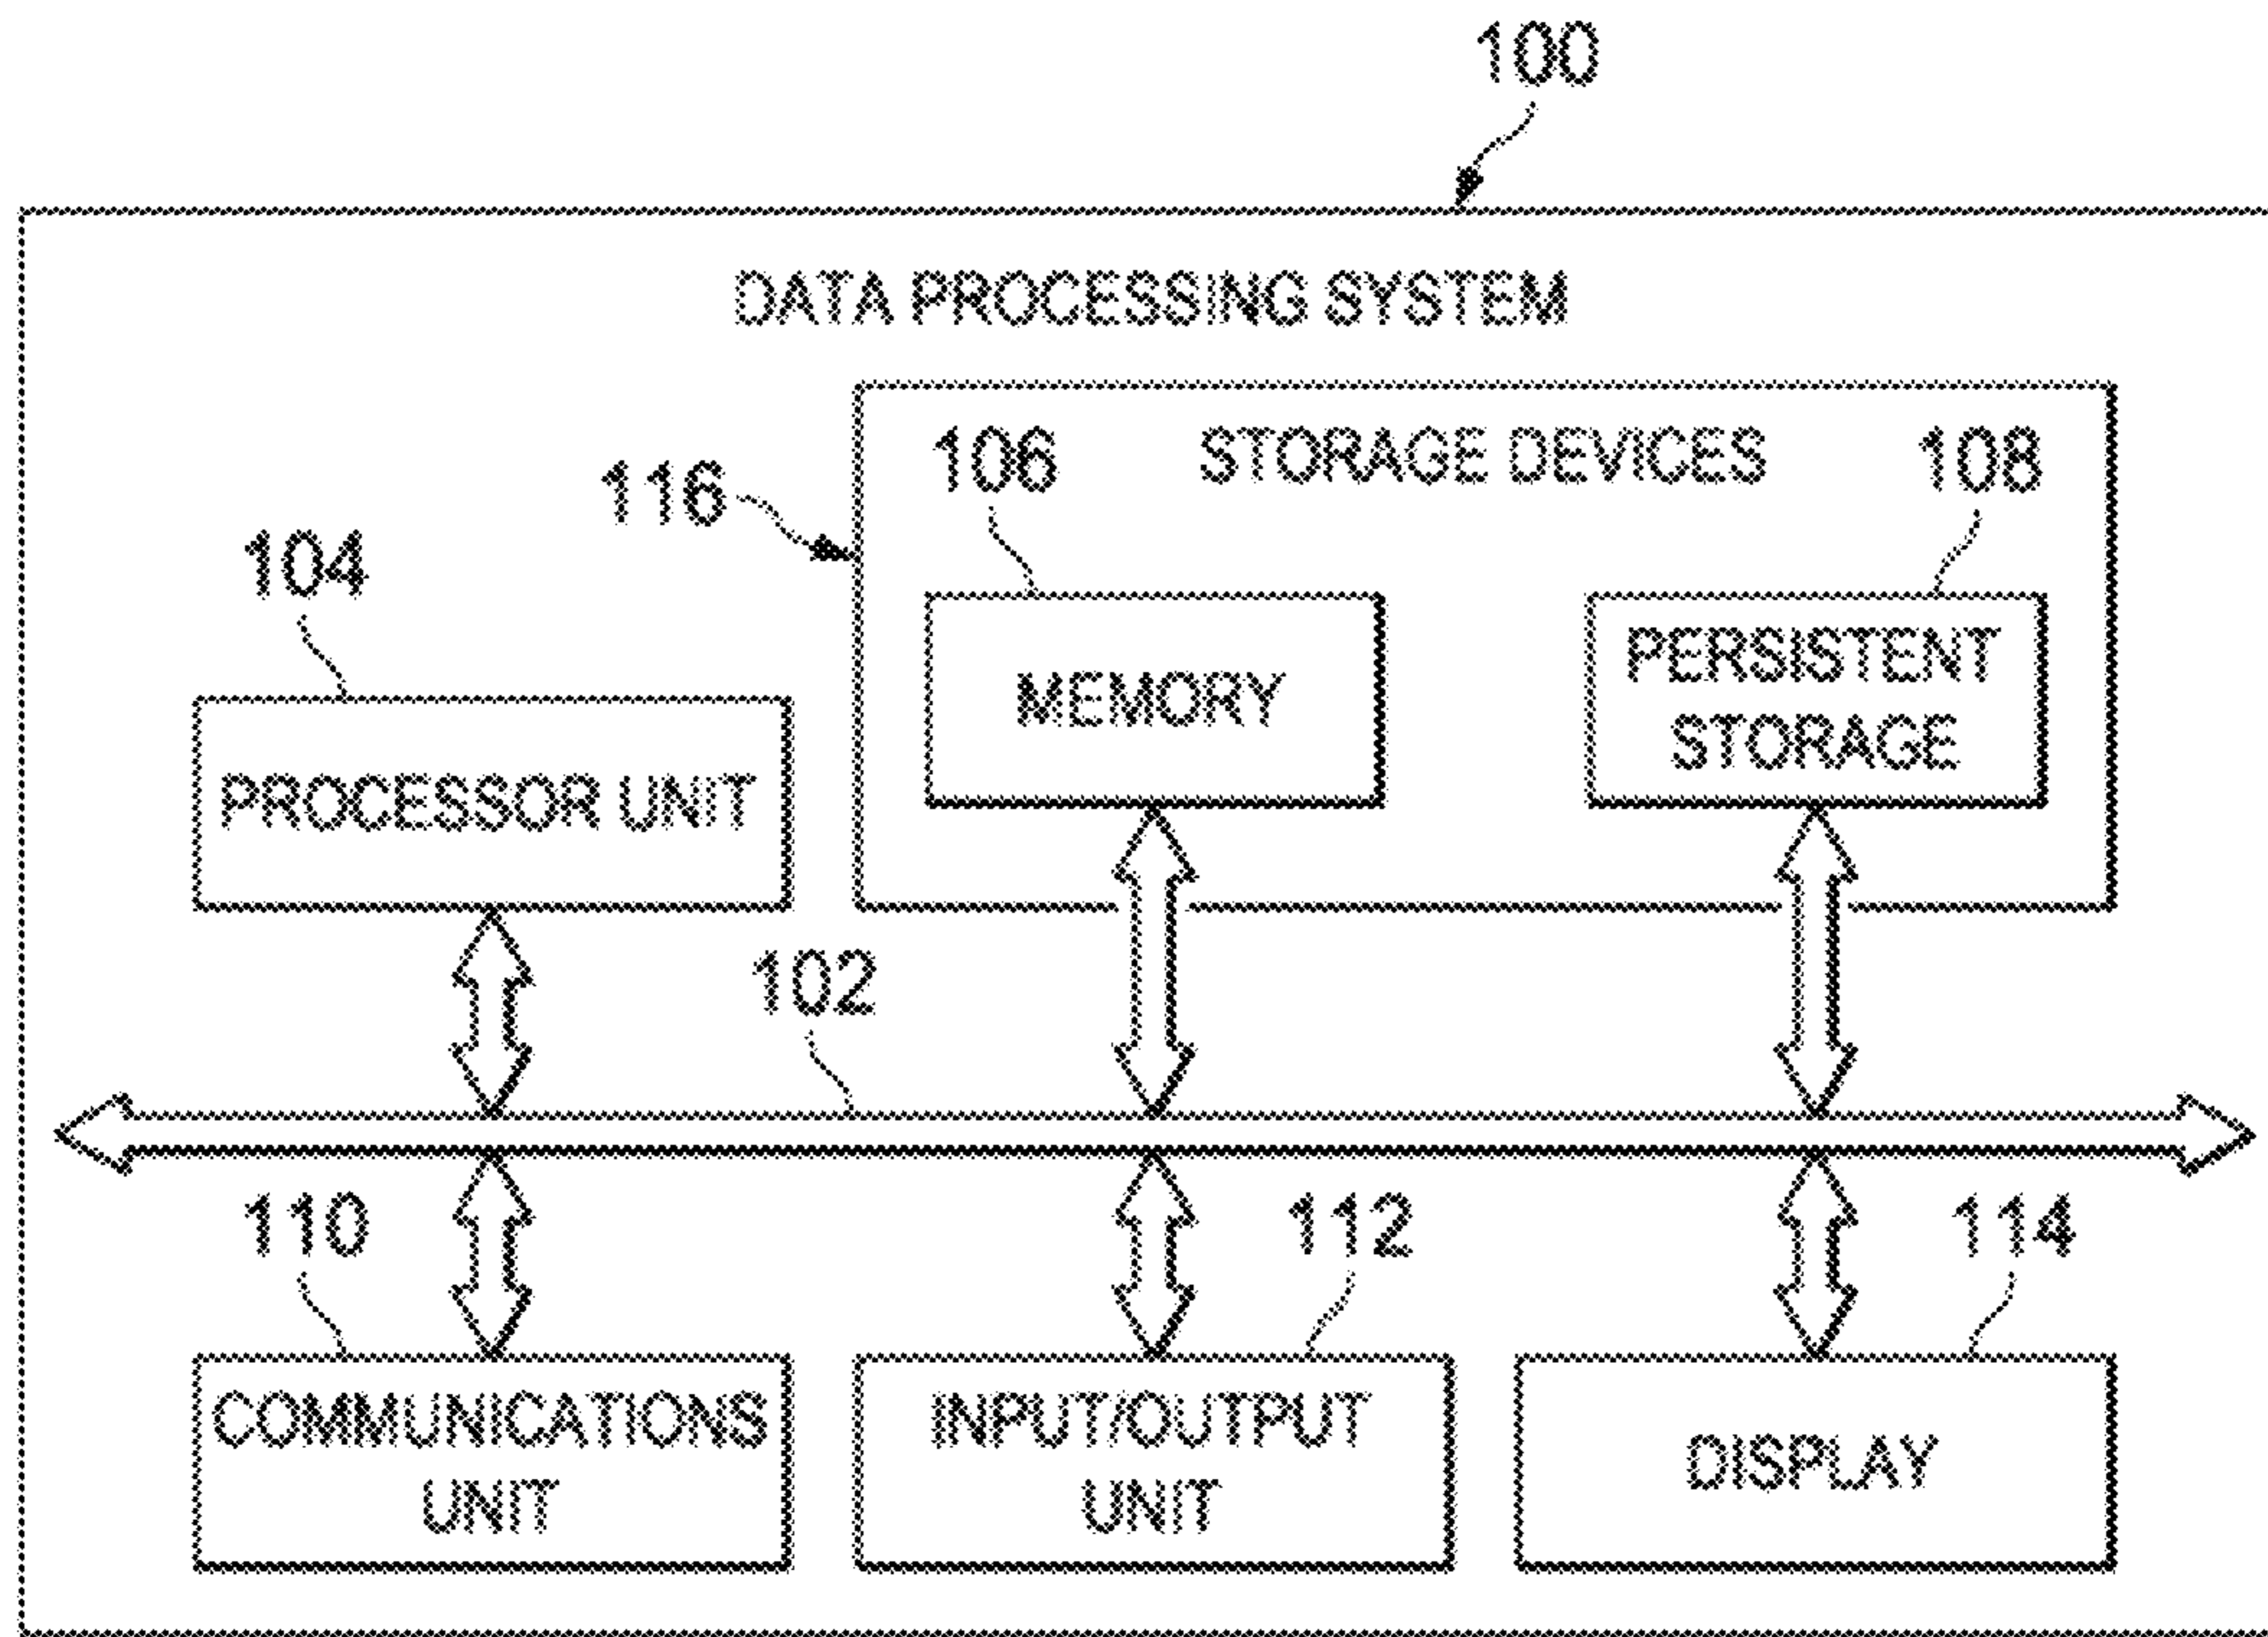 100
DATA PROCESSING SYSTEM
STORAGE DEVICES
116
106
108
104
MEMORY
PERSISTENT
STORAGE
PROCESSOR UNIT
102
110
112
114
COMMUNICATIONS
UNIT
INPUT/OUTPUT
UNIT
DISPLAY